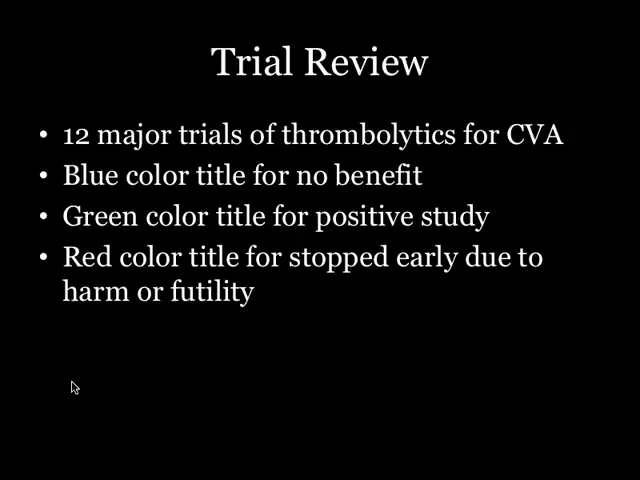 Trial Review
• 12 major trials of thrombolytics for CVA
• Blue color title for no benefit
• Green color title for positive study
• Red color title for stopped early due to
harm or futility